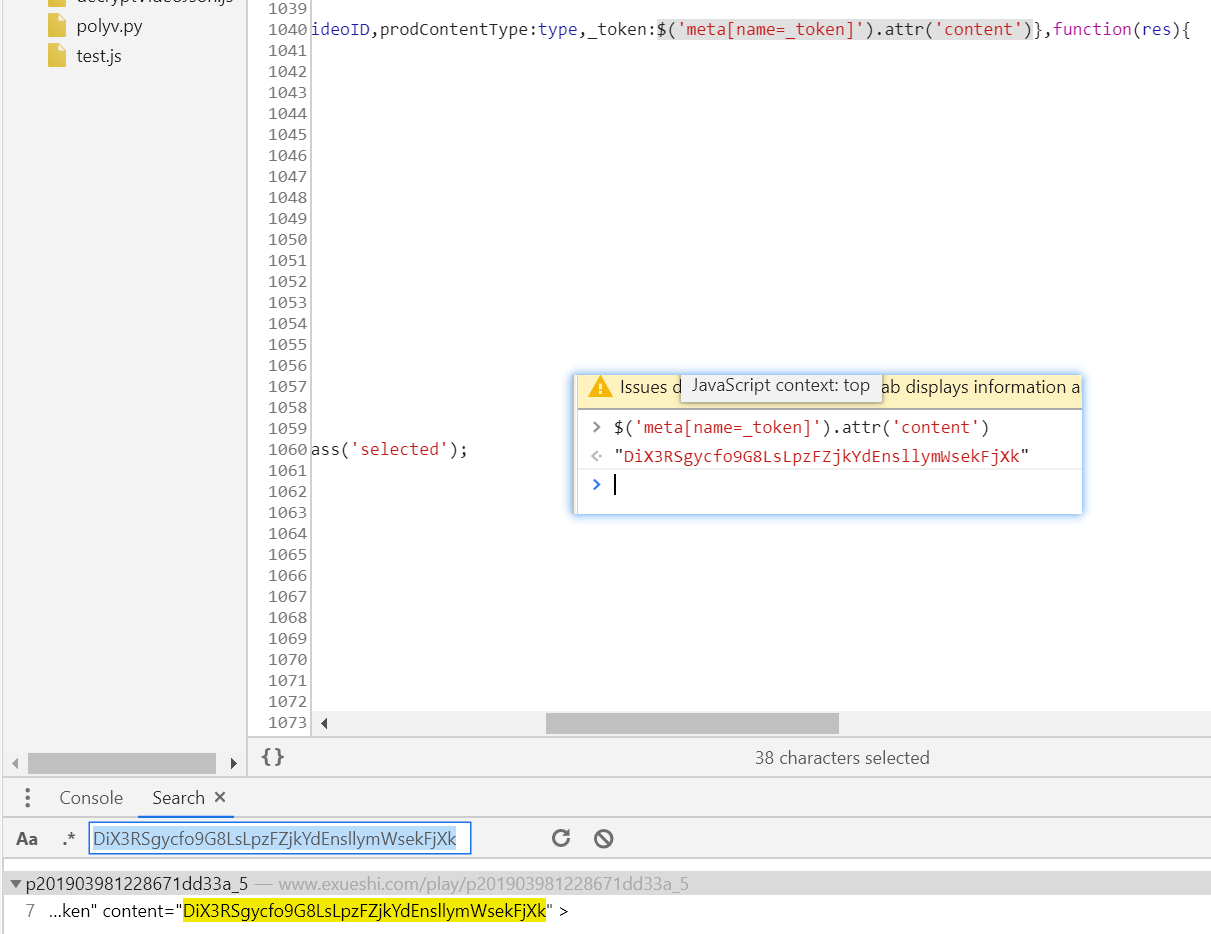 1039
polyv.py
1040 ideoID,prodContentType:type,_token:$('meta[name=_token]').attr('content')},function(res){
test.js
1041
1042
1043
1044
1045
1046
1047
1048
1049
1050
1051
1052
1053
1054
1055
1056
1057
Issues d JavaScript context: top ab displays information a
1058
1059
> $('meta[name=_token]').attr('content')
1060 ass('selected');
"DiX3RSgycfo9G8LsLpzFZjkYdEnsllymWsekFjXk"
1061
1062
>
1063
1064
1065
1066
1067
1068
1069
1070
1071
1072
1073
{} 38 characters selected
Console Search ×
Aa .* DiX3RSgycfo9G8LsLpzFZjkYdEnsllymWsekFjXk
p201903981228671dd33a_5 — www.exueshi.com/play/p201903981228671dd33a_5
7 ...ken" content="DiX3RSgycfo9G8LsLpzFZjkYdEnsllymWsekFjXk" >